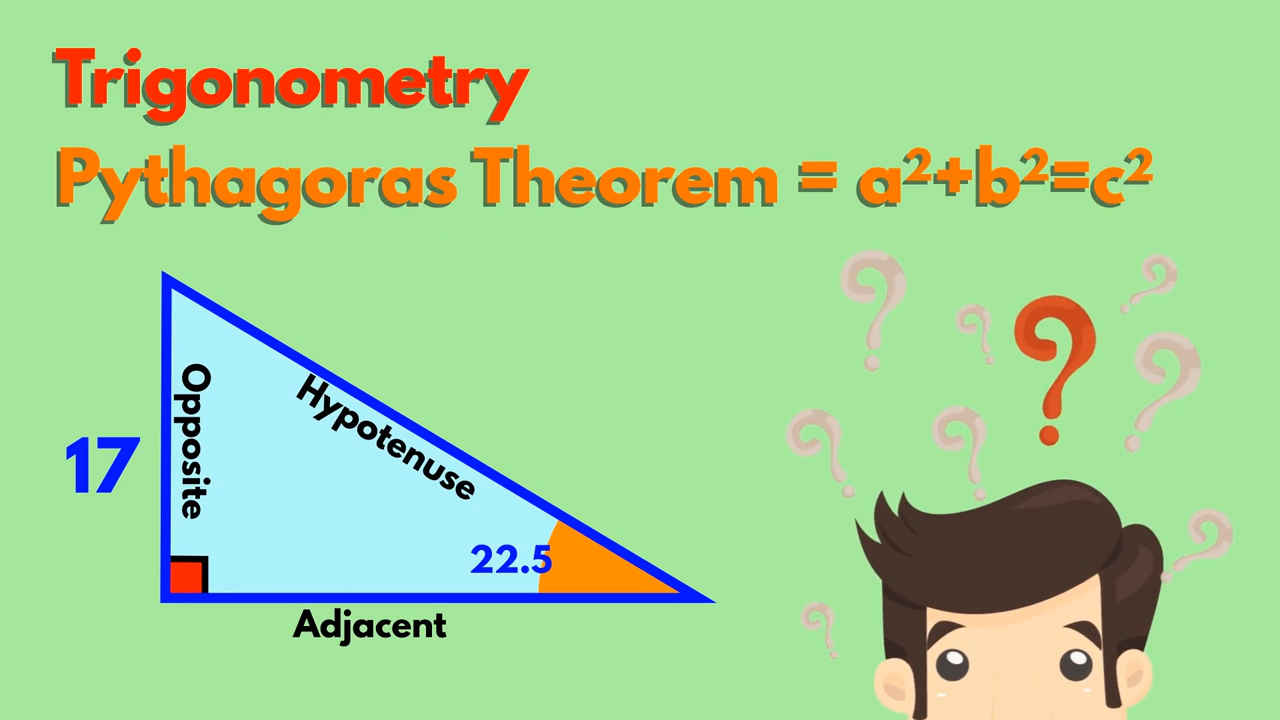 Trigonometry
Pythagoras Theorem = a²+b²=c²
Opposite
Hypotenuse
17
22.5
Adjacent